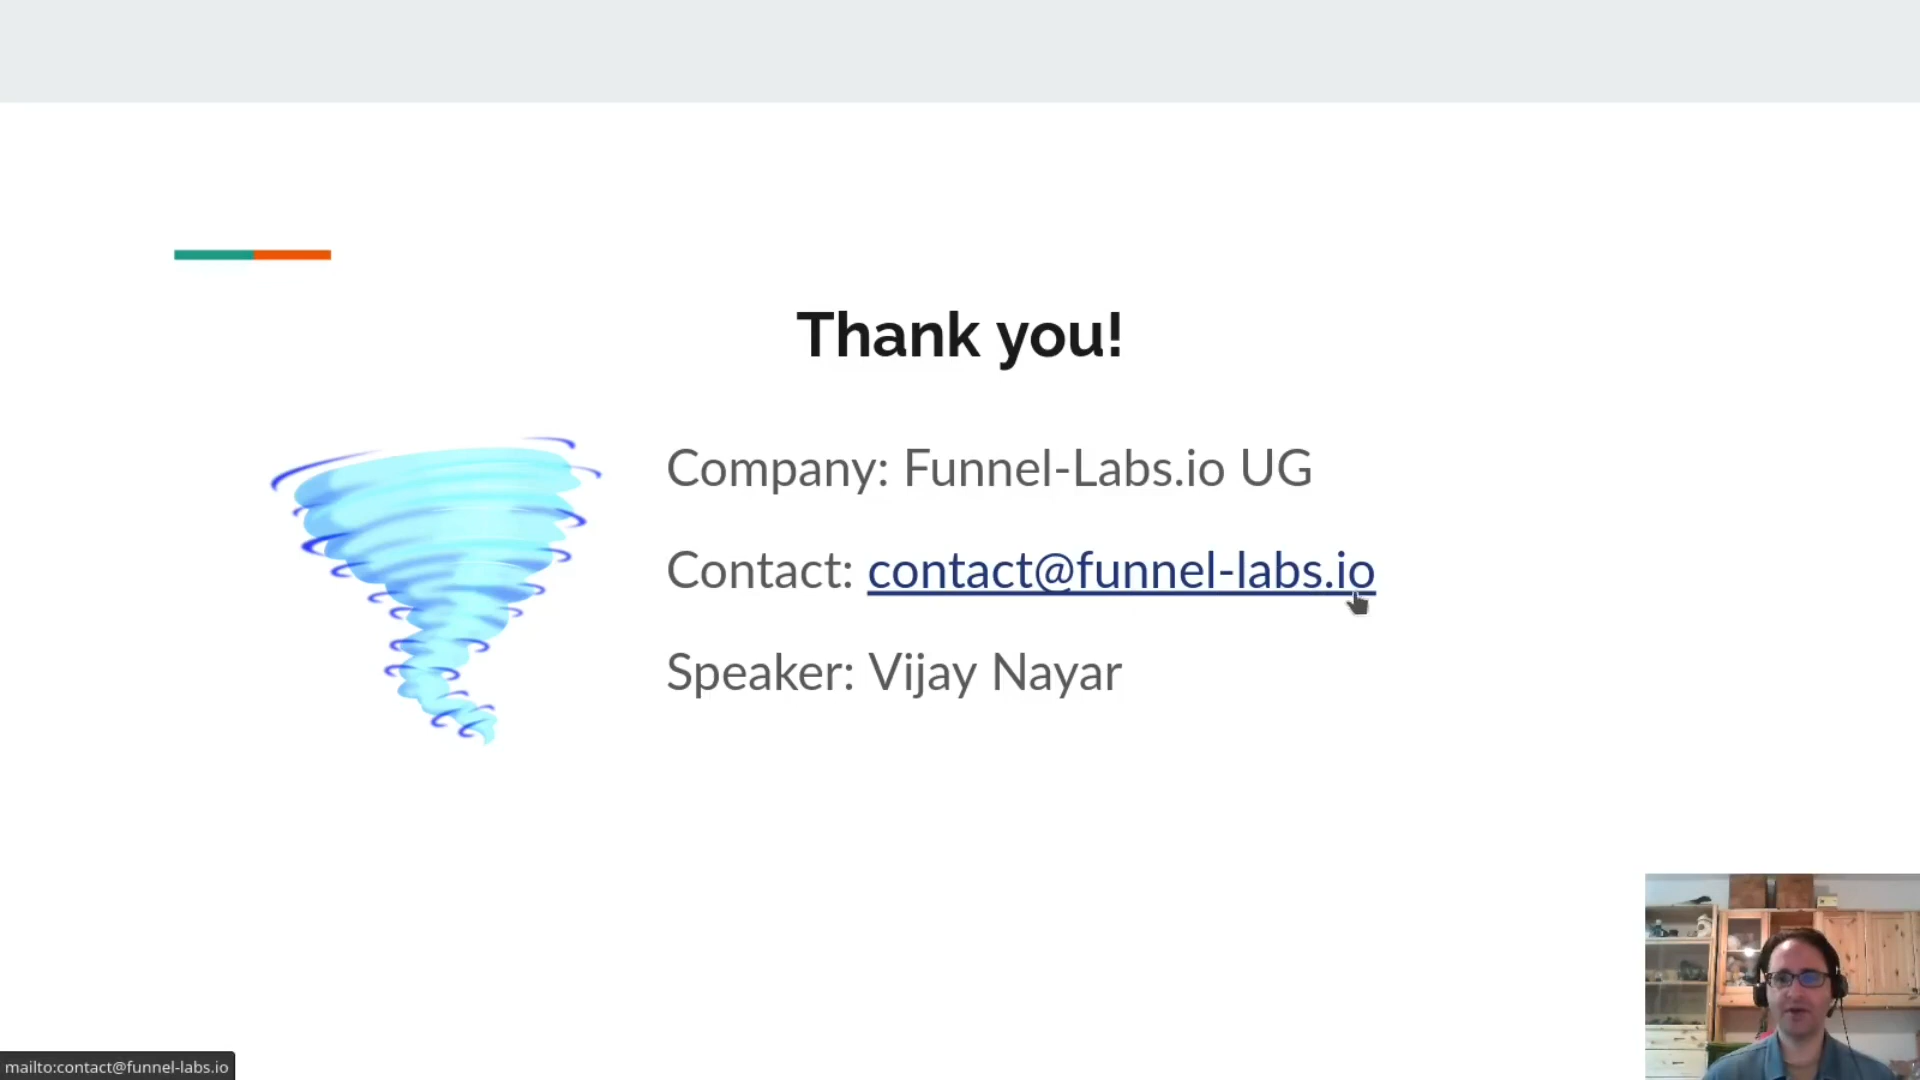 Thank you!
Company: Funnel-Labs.io UG
Contact: contact@funnel-labs.io
Speaker: Vijay Nayar
mailto:contact@funnel-labs.io